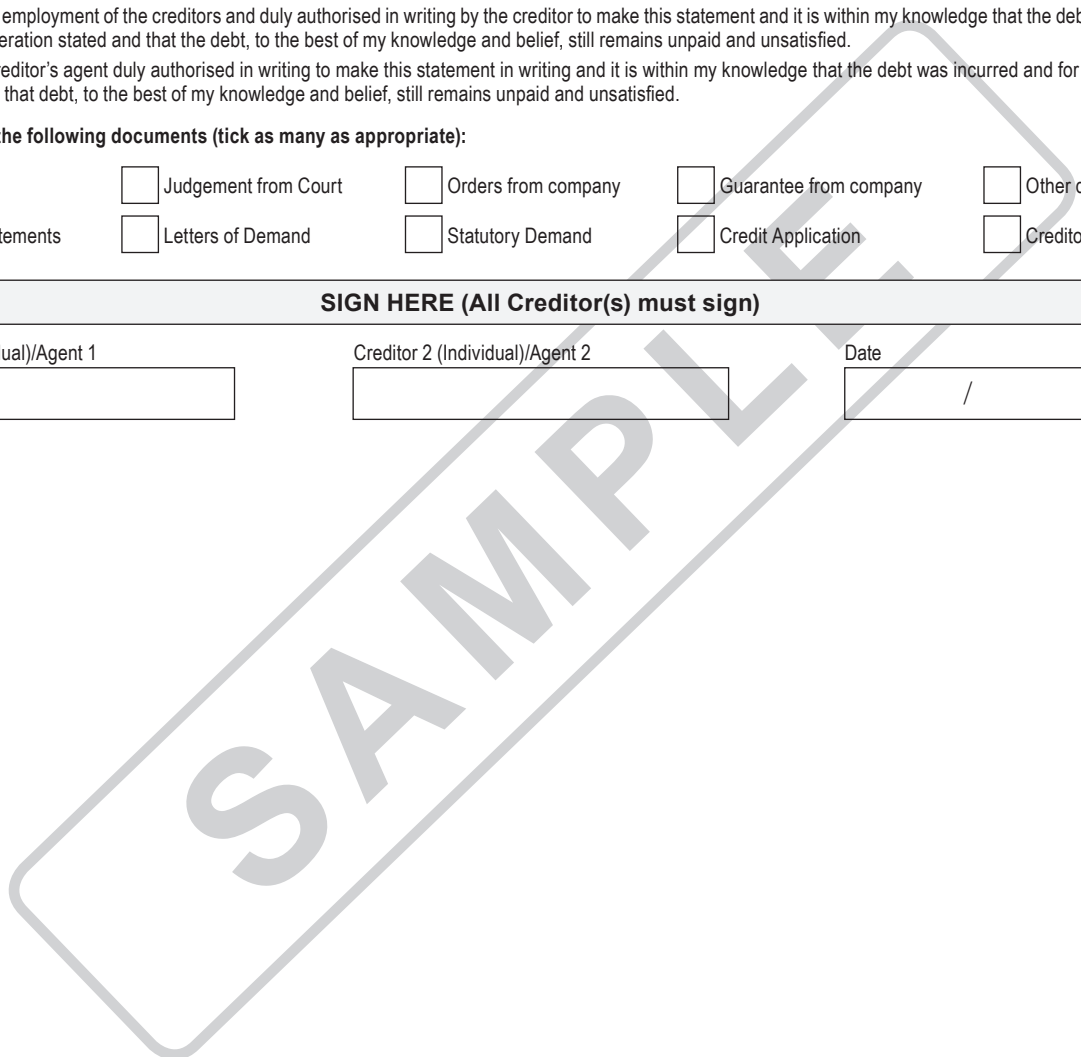 employment of the creditors and duly authorised in writing by the creditor to make this statement and it is within my knowledge that the
stated and that the debt, to the best of my knowledge and belief, still remains unpaid and unsatisfied.
agent duly authorised in writing to make this statement in writing and it is within my knowledge that the debt was incurred and for
that debt, to the best of my knowledge and belief, still remains unpaid and unsatisfied.
the following documents (tick as many as appropriate):
Judgement from Court Orders from company Guarantee from company Other
Letters of Demand Statutory Demand Credit Application
SIGN HERE (All Creditor(s) must sign)
/Agent 1 Creditor 2 (Individual)/Agent 2 Date
/
SAMPLE